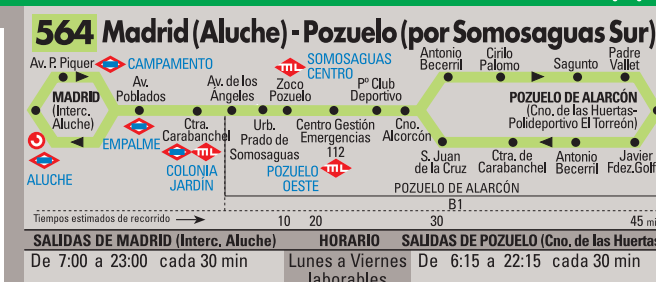 564 Madrid (Aluche) - Pozuelo (por Somosaguas Sur)
Av. P. Piquer
CAMPAMENTO
MADRID
(Interc.
Aluche)
ALUCHE
Av.
Poblados
EMPALME
Ctra.
Carabanchel
COLONIA
JARDÍN
Av. de los
Ángeles
Urb.
Prado de
Somosaguas
SOMOSAGUAS
CENTRO
Zoco
Pozuelo
Centro Gestión
Emergencias
112
POZUELO
OESTE
Pº Club
Deportivo
Cno.
Alcorcón
Antonio
Becerril
Cirilo
Palomo
Sagunto
Padre
Vallet
POZUELO DE ALARCÓN
(Cno. de las Huertas-
Polideportivo El Torreón)
S. Juan
de la Cruz
Ctra. de
Carabanchel
Antonio
Becerril
Javier
Fdez.Golf
POZUELO DE ALARCÓN
B1
Tiempos estimados de recorrido
10 20 30 45
SALIDAS DE MADRID (Interc. Aluche) HORARIO SALIDAS DE POZUELO (Cno. de las Huertas
De 7:00 a 23:00 cada 30 min Lunes a Viernes De 6:15 a 22:15 cada 30 min
laborables